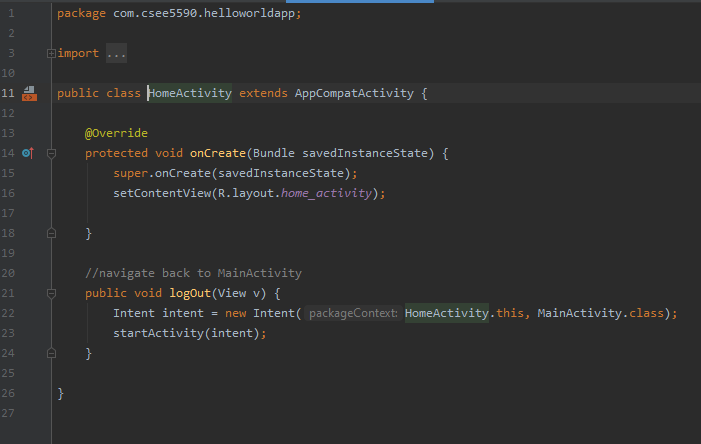 1 package com.csee5590.helloworldapp;
2
3 import ...
10
11 public class HomeActivity extends AppCompatActivity {
12
13 @Override
14 protected void onCreate(Bundle savedInstanceState) {
15 super.onCreate(savedInstanceState);
16 setContentView(R.layout.home_activity);
17
18 }
19
20 //navigate back to MainActivity
21 public void logOut(View v) {
22 Intent intent = new Intent( packageContext: HomeActivity.this, MainActivity.class);
23 startActivity(intent);
24 }
25
26 }
27